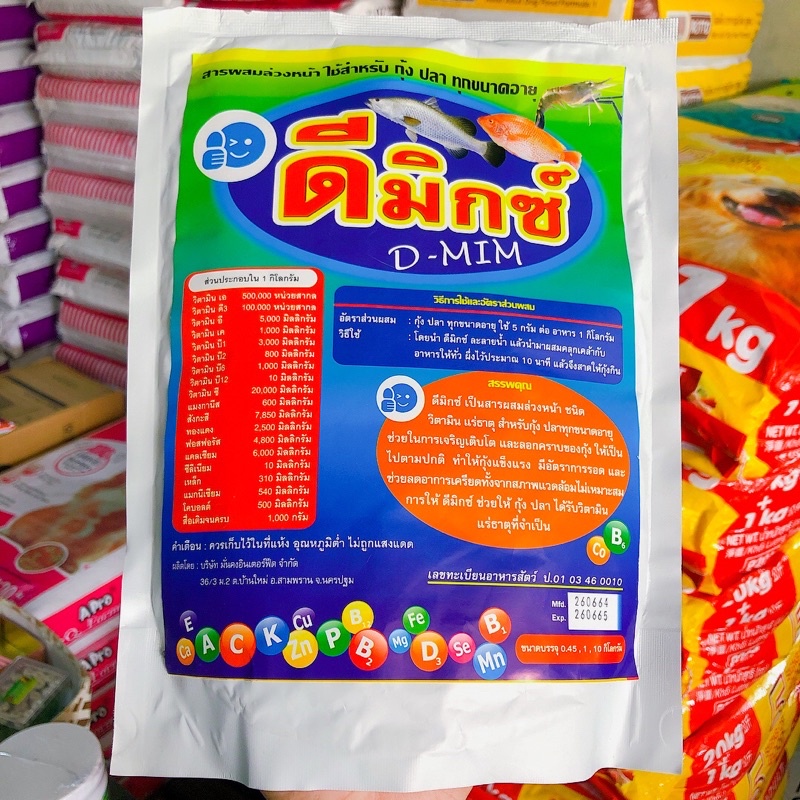 สารผสมล่วงหน้า ใช้สำหรับ กุ้ง ปลา ทุกขนาดอายุ
ดีมิกซ์
D-MIM
ส่วนประกอบใน 1 กิโลกรัม
วิตามิน เอ 500,000 หน่วยสากล
วิตามิน ดี3 100,000 หน่วยสากล
วิตามิน อี 5,000 มิลลิกรัม
วิตามิน เค 1,000 มิลลิกรัม
วิตามิน บี1 3,000 มิลลิกรัม
วิตามิน บี2 800 มิลลิกรัม
วิตามิน บี6 1,000 มิลลิกรัม
วิตามิน บี12 10 มิลลิกรัม
วิตามิน ซี 20,000 มิลลิกรัม
แมงกานีส 600 มิลลิกรัม
สังกะสี 7,850 มิลลิกรัม
ทองแดง 2,500 มิลลิกรัม
ฟอสฟอรัส 4,800 มิลลิกรัม
แคลเซียม 6,000 มิลลิกรัม
ซีลีเนียม 10 มิลลิกรัม
เหล็ก 310 มิลลิกรัม
แมกนีเซียม 540 มิลลิกรัม
โคบอลต์ 500 มิลลิกรัม
สื่อเติมจนครบ 1,000 กรัม
วิธีการใช้และอัตราส่วนผสม
อัตราส่วนผสม : กุ้ง ปลา ทุกขนาดอายุ ใช้ 5 กรัม ต่อ อาหาร 1 กิโลกรัม
วิธีใช้ : โดยนำ ดีมิกซ์ ละลายน้ำ แล้วนำมาผสมคลุกเคล้ากับ
อาหารให้ทั่ว ผึ่งไว้ประมาณ 10 นาที แล้วจึงสาดให้กุ้งกิน
สรรพคุณ
ดีมิกซ์ เป็นสารผสมล่วงหน้า ชนิด
วิตามิน แร่ธาตุ สำหรับกุ้ง ปลาทุกขนาดอายุ
ช่วยในการเจริญเติบโต และลอกคราบของกุ้ง ให้เป็น
ไปตามปกติ ทำให้กุ้งแข็งแรง มีอัตราการรอด และ
ช่วยลดอาการเครียดทั้งจากสภาพแวดล้อมไม่เหมาะสม
การให้ ดีมิกซ์ ช่วยให้ กุ้ง ปลา ได้รับวิตามิน
แร่ธาตุที่จำเป็น
Co B6
คำเตือน : ควรเก็บไว้ในที่แห้ง อุณหภูมิต่ำ ไม่ถูกแสงแดด
ผลิตโดย : บริษัท มั่นคงอินเตอร์ฟีด จำกัด
36/3 ม.2 ต.บ้านใหม่ อ.สามพราน จ.นครปฐม
เลขทะเบียนอาหารสัตว์ ป.01 03 46 0010
Mfd. 260664
Exp. 260665
E Ca A C K Cu Zn P B12 B2 Mg Fe D3 Se B1 Mn
ขนาดบรรจุ 0.45 , 1 , 10 กิโลกรัม
1
kg
+
1kg
NET WEIGHT
20kg
+
1kg
Apro